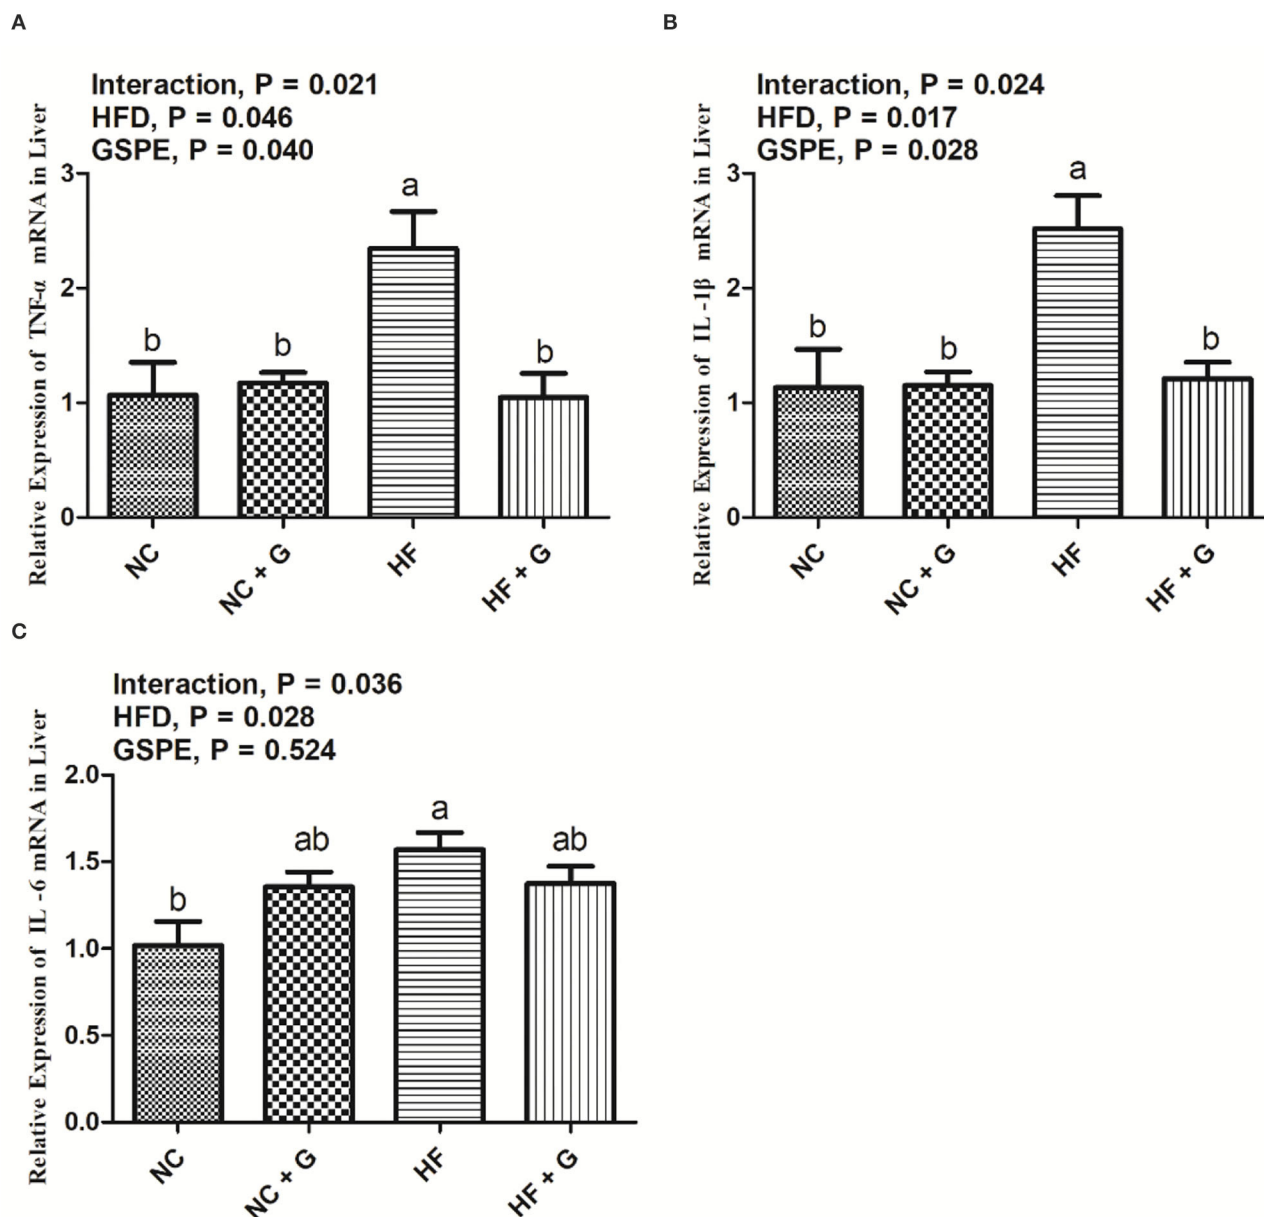 A
Interaction, P = 0.021
HFD, P = 0.046
GSPE, P = 0.040
Relative Expression of TNF-α mRNA in Liver
3
2
1
0
b
b
a
b
NC
NC + G
HF
HF + G
B
Interaction, P = 0.024
HFD, P = 0.017
GSPE, P = 0.028
Relative Expression of IL -1β mRNA in Liver
3
2
1
0
b
b
a
b
NC
NC + G
HF
HF + G
C
Interaction, P = 0.036
HFD, P = 0.028
GSPE, P = 0.524
Relative Expression of IL -6 mRNA in Liver
2.0
1.5
1.0
0.5
0.0
b
ab
a
ab
NC
NC + G
HF
HF + G